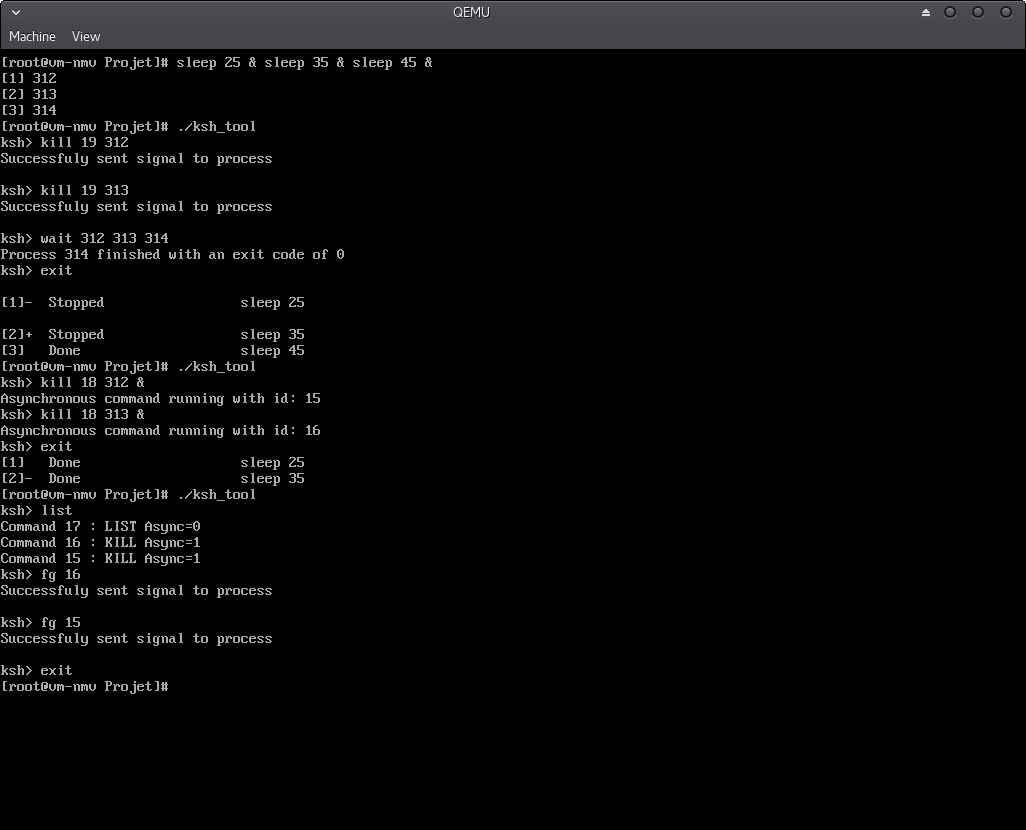 QEMU
Machine View
[root@vm-nmv Projet]# sleep 25 & sleep 35 & sleep 45 &
[1] 312
[2] 313
[3] 314
[root@vm-nmv Projet]# ./ksh_tool
ksh> kill 19 312
Successfuly sent signal to process
ksh> kill 19 313
Successfuly sent signal to process
ksh> wait 312 313 314
Process 314 finished with an exit code of 0
ksh> exit
[1]-  Stopped                 sleep 25
[2]+  Stopped                 sleep 35
[3]   Done                    sleep 45
[root@vm-nmv Projet]# ./ksh_tool
ksh> kill 18 312 &
Asynchronous command running with id: 15
ksh> kill 18 313 &
Asynchronous command running with id: 16
ksh> exit
[1]   Done                    sleep 25
[2]-  Done                    sleep 35
[root@vm-nmv Projet]# ./ksh_tool
ksh> list
Command 17 : LIST Async=0
Command 16 : KILL Async=1
Command 15 : KILL Async=1
ksh> fg 16
Successfuly sent signal to process
ksh> fg 15
Successfuly sent signal to process
ksh> exit
[root@vm-nmv Projet]#